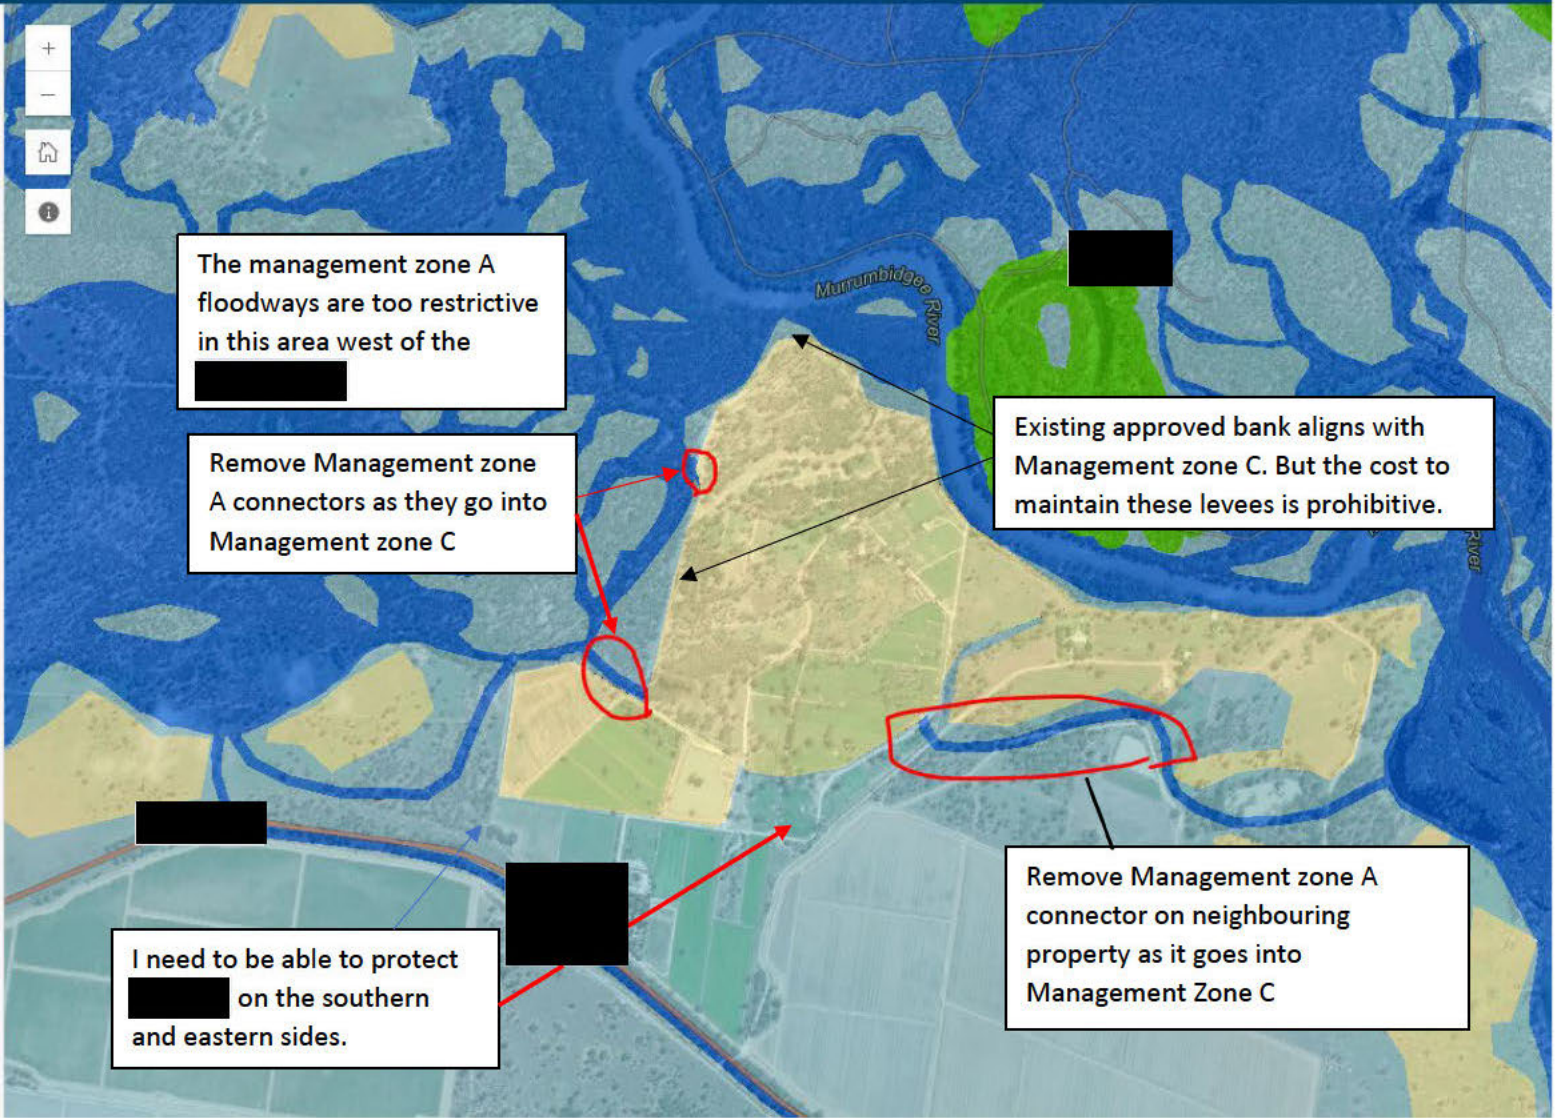 +
−
i
The management zone A
floodways are too restrictive
in this area west of the
Murrumbidgee River
Remove Management zone
A connectors as they go into
Management zone C
Existing approved bank aligns with
Management zone C. But the cost to
maintain these levees is prohibitive.
River
Remove Management zone A
connector on neighbouring
property as it goes into
Management Zone C
I need to be able to protect
on the southern
and eastern sides.